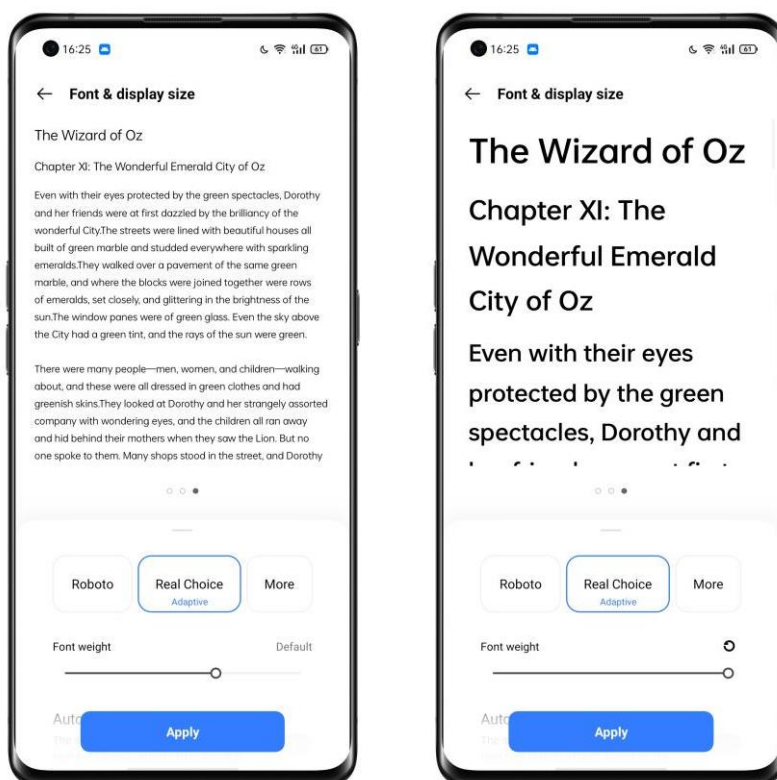 16:25
61
Font & display size
The Wizard of Oz
Chapter XI: The Wonderful Emerald City of Oz
Even with their eyes protected by the green spectacles, Dorothy
and her friends were at first dazzled by the brilliancy of the
wonderful City.The streets were lined with beautiful houses all
built of green marble and studded everywhere with sparkling
emeralds.They walked over a pavement of the same green
marble, and where the blocks were joined together were rows
of emeralds, set closely, and glittering in the brightness of the
sun.The window panes were of green glass. Even the sky above
the City had a green tint, and the rays of the sun were green.
There were many people—men, women, and children—walking
about, and these were all dressed in green clothes and had
greenish skins.They looked at Dorothy and her strangely assorted
company with wondering eyes, and the children all ran away
and hid behind their mothers when they saw the Lion. But no
one spoke to them. Many shops stood in the street, and Dorothy
Roboto
Real Choice
Adaptive
More
Font weight
Default
Apply
16:25
61
Font & display size
The Wizard of Oz
Chapter XI: The
Wonderful Emerald
City of Oz
Even with their eyes
protected by the green
spectacles, Dorothy and
Roboto
Real Choice
Adaptive
More
Font weight
Apply